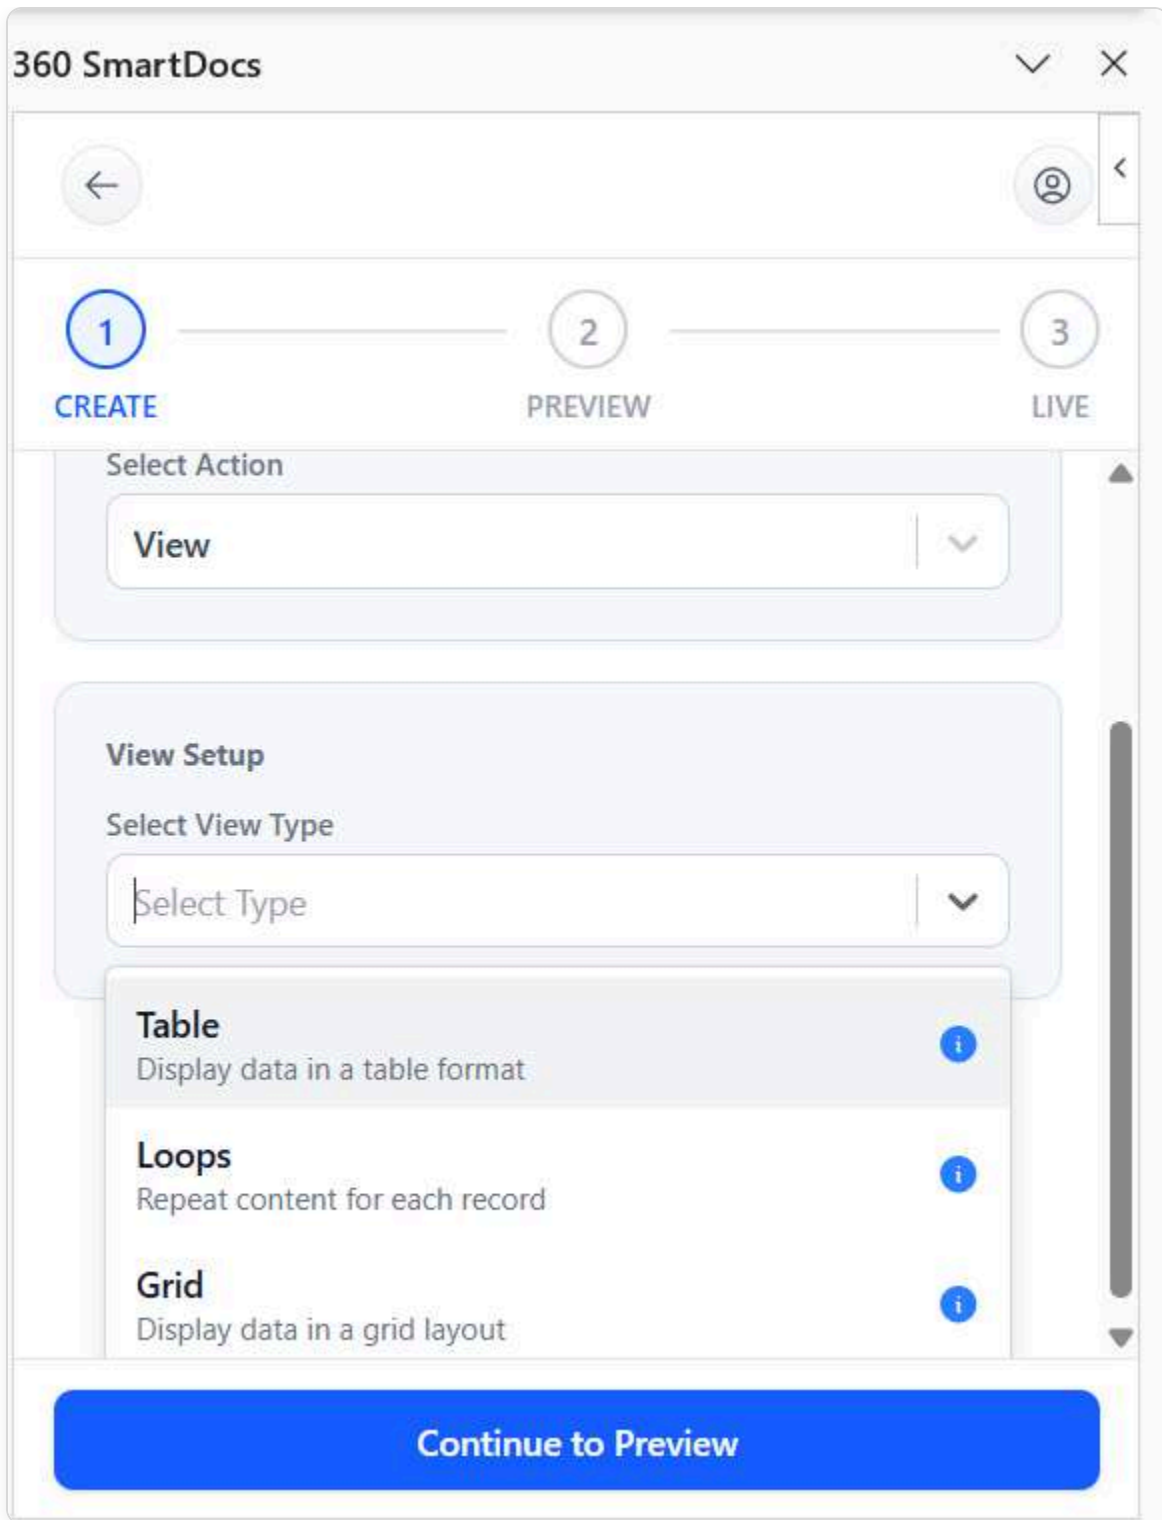 360 SmartDocs
1
2
3
CREATE
PREVIEW
LIVE
Select Action
View
View Setup
Select View Type
Select Type
Table
Display data in a table format
Loops
Repeat content for each record
Grid
Display data in a grid layout
Continue to Preview